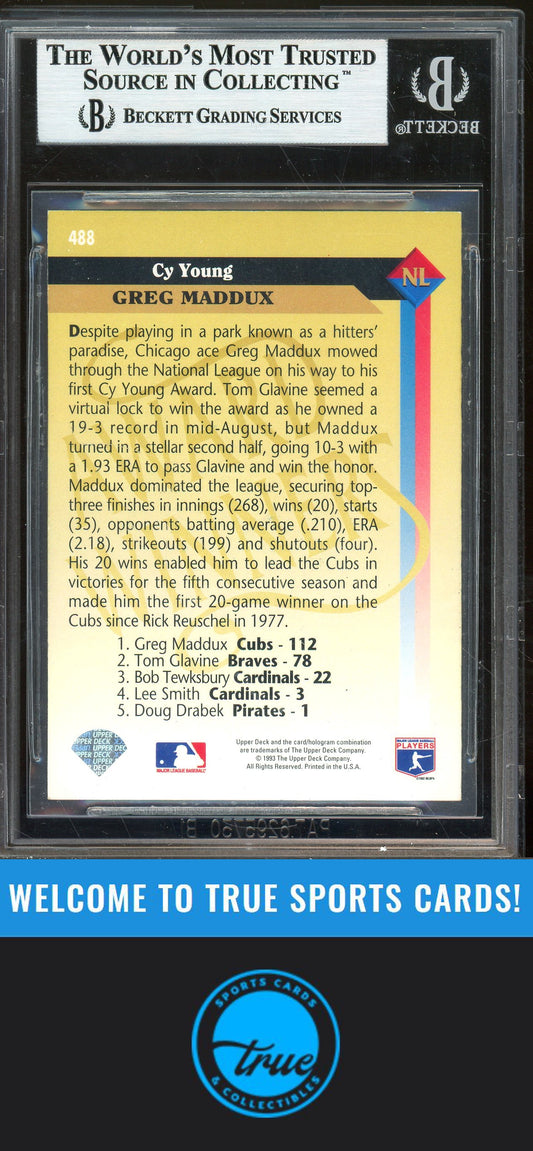 THE WORLD'S MOST TRUSTED
SOURCE IN COLLECTING™
B BECKETT GRADING SERVICES
B
BECKETT®
488
Cy Young
NL
GREG MADDUX
Despite playing in a park known as a hitters'
paradise, Chicago ace Greg Maddux mowed
through the National League on his way to his
first Cy Young Award. Tom Glavine seemed a
virtual lock to win the award as he owned a
19-3 record in mid-August, but Maddux
turned in a stellar second half, going 10-3 with
a 1.93 ERA to pass Glavine and win the honor.
Maddux dominated the league, securing top-
three finishes in innings (268), wins (20), starts
(35), opponents batting average (.210), ERA
(2.18), strikeouts (199) and shutouts (four).
His 20 wins enabled him to lead the Cubs in
victories for the fifth consecutive season and
made him the first 20-game winner on the
Cubs since Rick Reuschel in 1977.
AWARD
WINNERS
1. Greg Maddux Cubs - 112
2. Tom Glavine Braves - 78
3. Bob Tewksbury Cardinals - 22
4. Lee Smith Cardinals - 3
5. Doug Drabek Pirates - 1
UPPER DECK
MAJOR LEAGUE BASEBALL
Upper Deck and the card/hologram combination
are trademarks of The Upper Deck Company.
© 1993 The Upper Deck Company.
All Rights Reserved. Printed in the U.S.A.
MAJOR LEAGUE BASEBALL
PLAYERS
WELCOME TO TRUE SPORTS CARDS!
SPORTS CARDS
true
& COLLECTIBLES